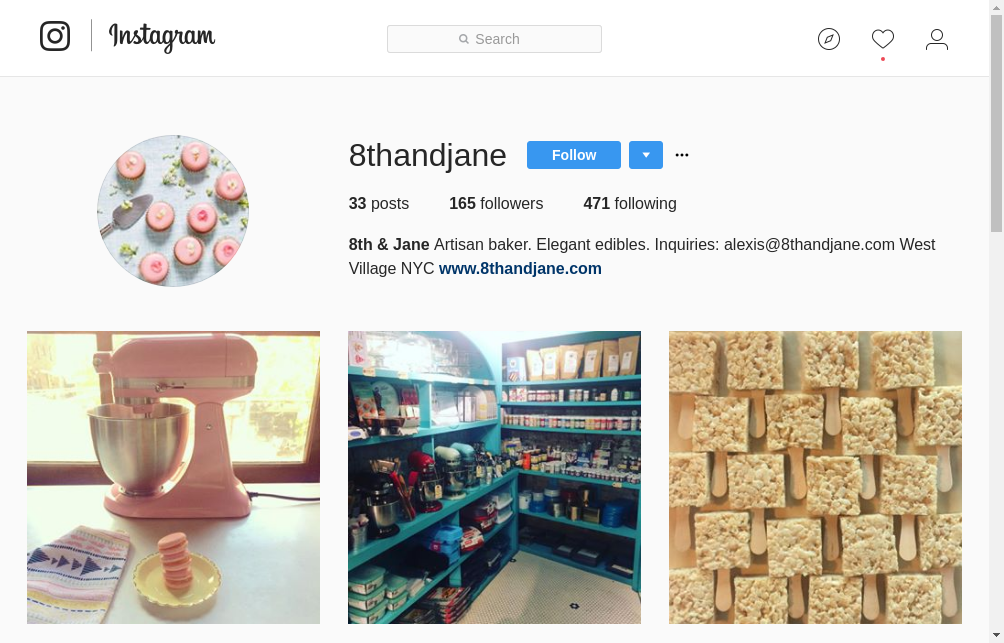 Instagram
Search
8thandjane
Follow
33 posts 165 followers 471 following
8th & Jane Artisan baker. Elegant edibles. Inquiries: alexis@8thandjane.com West
Village NYC www.8thandjane.com